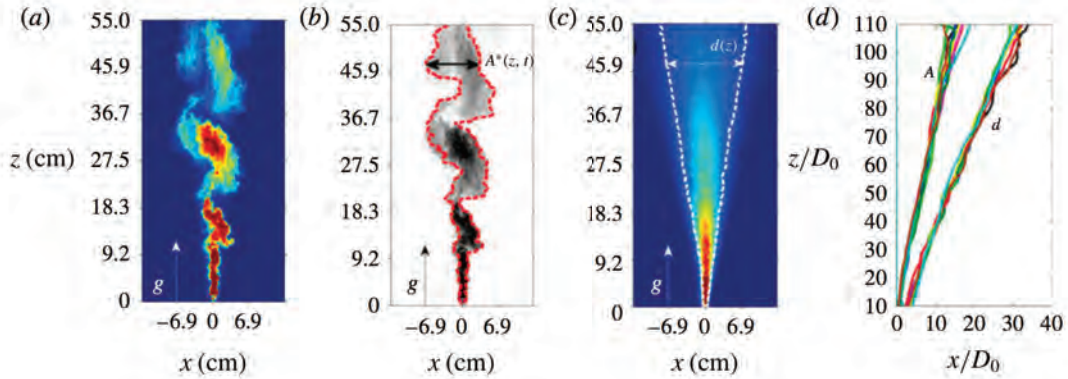 (a)
(b)
(c)
(d)
55.0
45.9
36.7
z (cm)
27.5
18.3
9.2
0
g
−6.9 0 6.9
x (cm)
55.0
45.9
36.7
27.5
18.3
9.2
0
A*(z, t)
g
−6.9 0 6.9
x (cm)
55.0
45.9
36.7
27.5
18.3
9.2
0
d(z)
g
−6.9 0 6.9
x (cm)
110
100
90
80
70
z/D0
60
50
40
30
20
10
A
d
0 10 20 30 40
x/D0